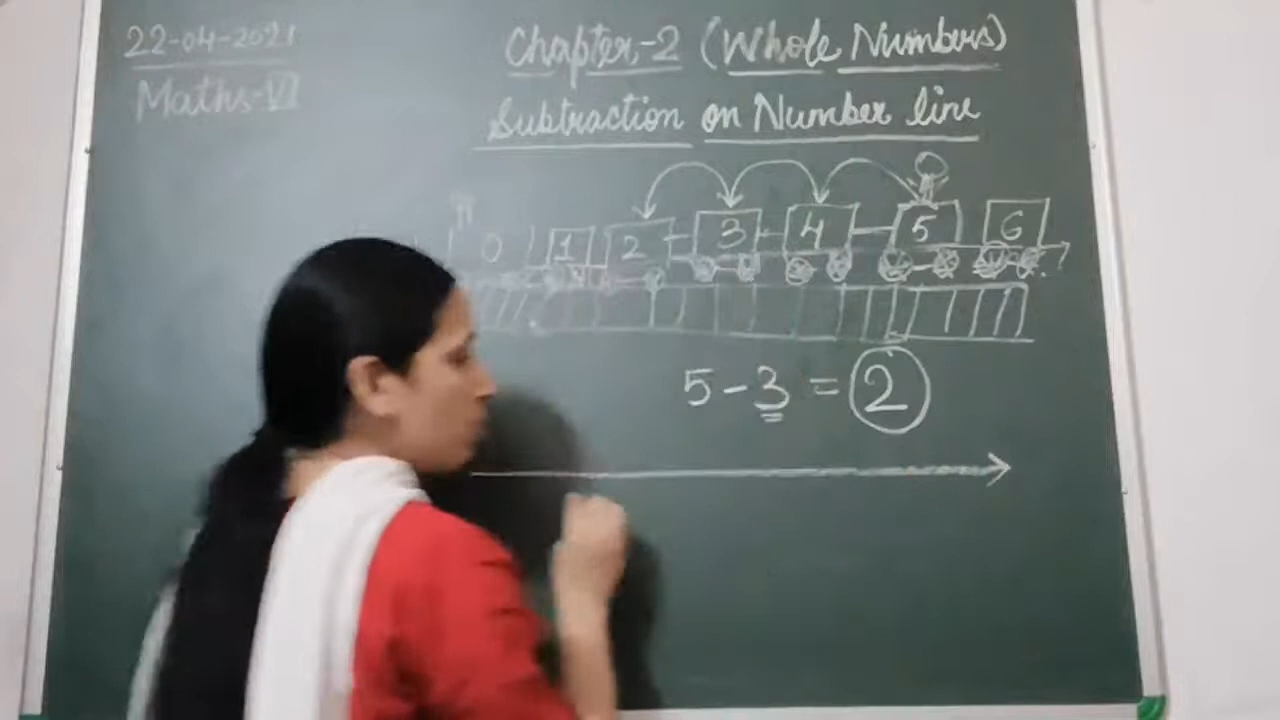 22-04-2021
Maths-VI
Chapter-2 (Whole Numbers)
Subtraction on Number line
0 1 2 3 4 5 6
5-3 = 2